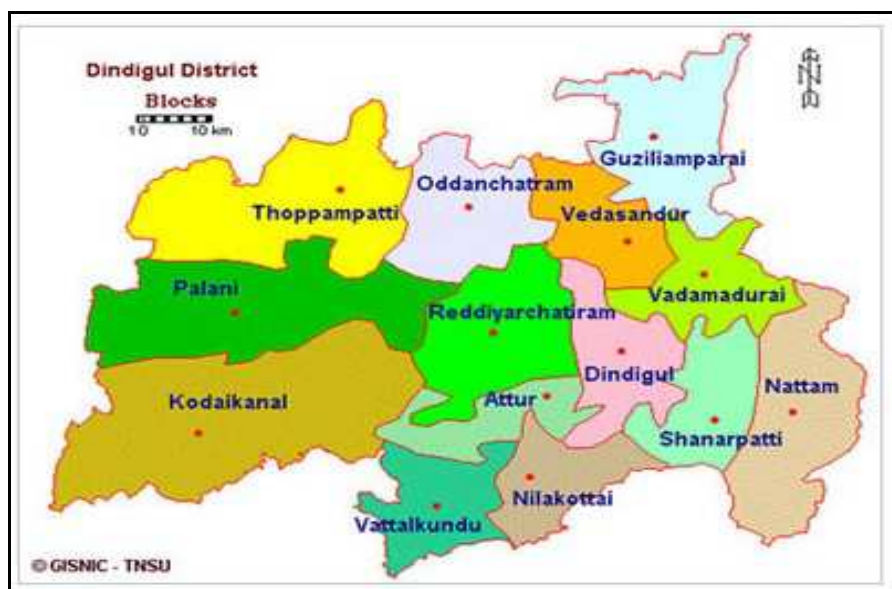 Dindigul District
Blocks
10 10 km
N
Guziliamparai
Oddanchatram
Thoppampatti
Vedasandur
Palani
Vadamadurai
Reddiyarchatiram
Dindigul
Nattam
Kodaikanal
Attur
Shanarpatti
Nilakottai
Vattalkundu
© GISNIC - TNSU